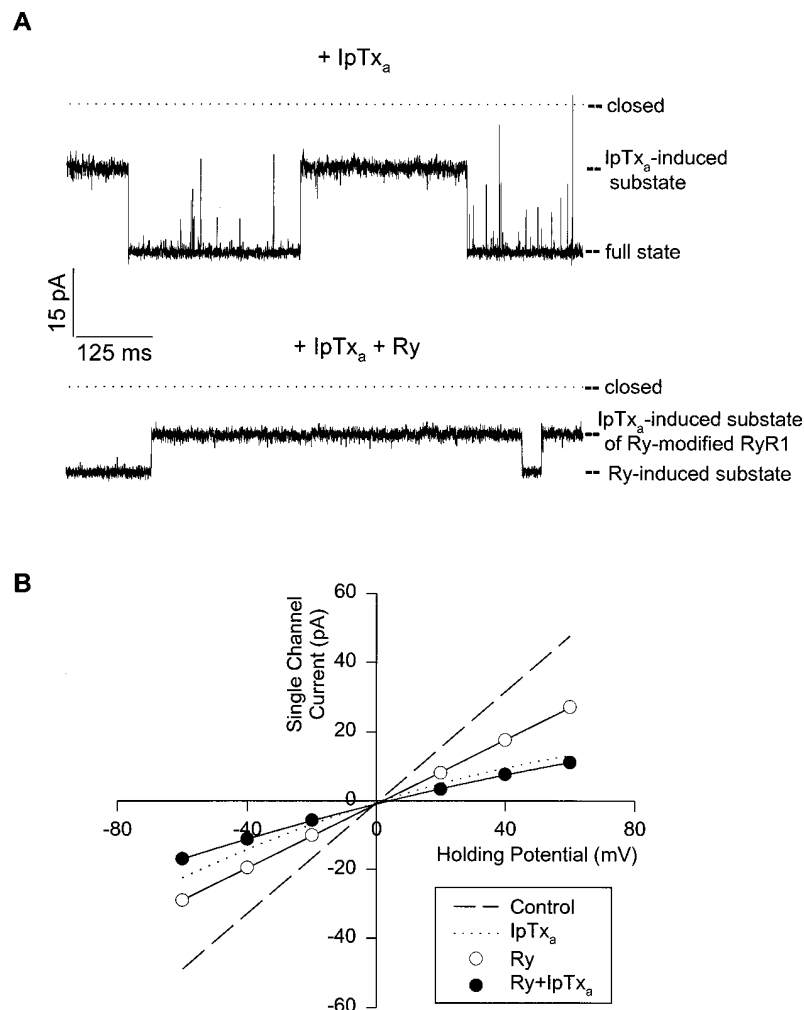 A
+ IpTxa
closed
IpTxa-induced
substate
full state
15 pA
125 ms
+ IpTxa + Ry
closed
IpTxa-induced substate
of Ry-modified RyR1
Ry-induced substate
B
60
40
20
0
-20
-40
-60
Single Channel
Current (pA)
-80
-40
0
40
80
Holding Potential (mV)
Control
IpTxa
Ry
Ry+IpTxa